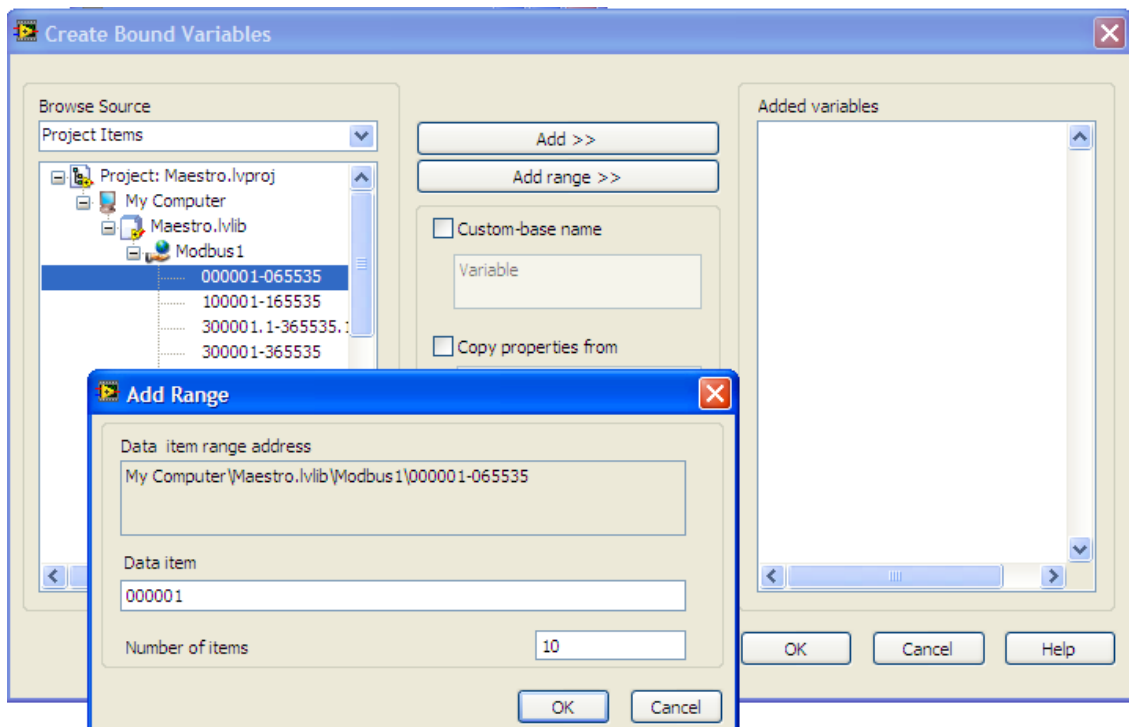 Create Bound Variables
Browse Source
Project Items
Project: Maestro.lvproj
My Computer
Maestro.lvlib
Modbus1
000001-065535
100001-165535
300001.1-365535.
300001-365535
Add >>
Add range >>
Custom-base name
Variable
Copy properties from
Added variables
OK
Cancel
Help
Add Range
Data item range address
My Computer\Maestro.lvlib\Modbus1\000001-065535
Data item
000001
Number of items
10
OK
Cancel